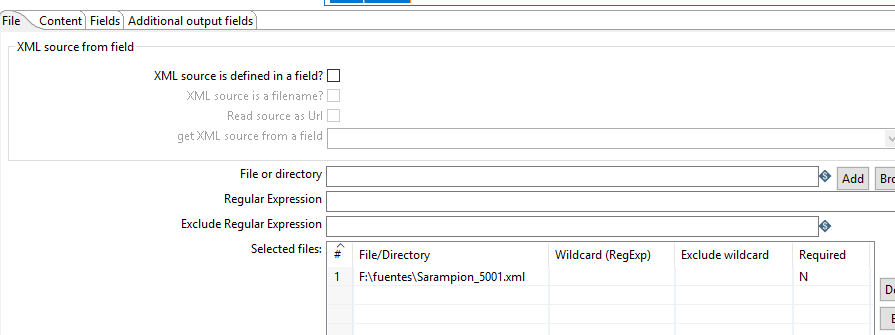 File Content Fields Additional output fields
XML source from field
XML source is defined in a field?
XML source is a filename?
Read source as Url
get XML source from a field
File or directory Add
Regular Expression
Exclude Regular Expression
Selected files: # File/Directory Wildcard (RegExp) Exclude wildcard Required
1 F:\fuentes\Sarampion_5001.xml N